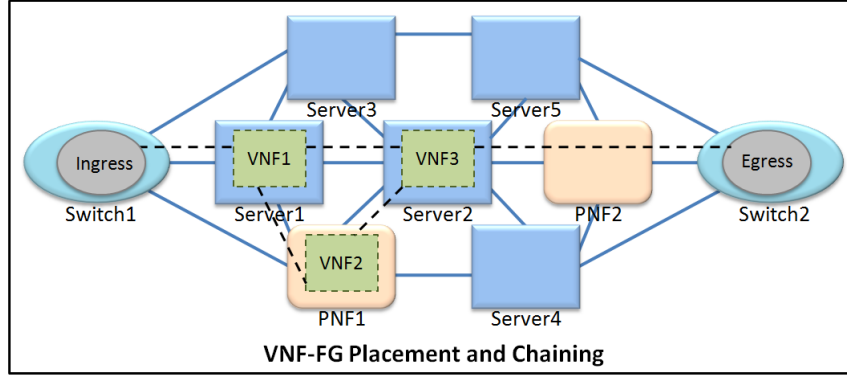 Server3
Server5
Ingress
VNF1
VNF3
Egress
Switch1
Server1
Server2
PNF2
Switch2
VNF2
PNF1
Server4
VNF-FG Placement and Chaining